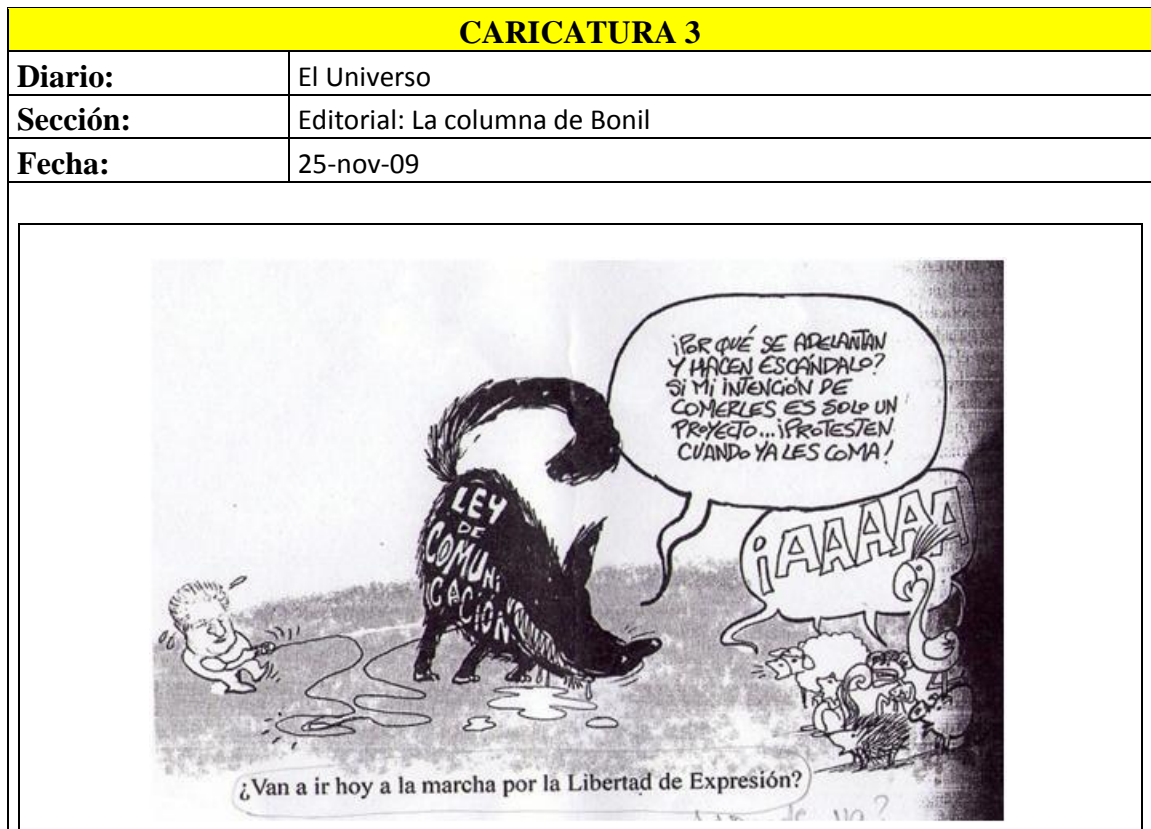 CARICATURA 3
Diario: El Universo
Sección: Editorial: La columna de Bonil
Fecha: 25-nov-09
¡POR QUÉ SE ADELANTAN
Y HACEN ESCÁNDALO?
SI MI INTENCIÓN DE
COMERLES ES SOLO UN
PROYECTO... ¡PROTESTEN
CUANDO YA LES COMA!
¡AAAAA
LEY
DE
COMUNI
CACIÓN
¿Van a ir hoy a la marcha por la Libertad de Expresión?